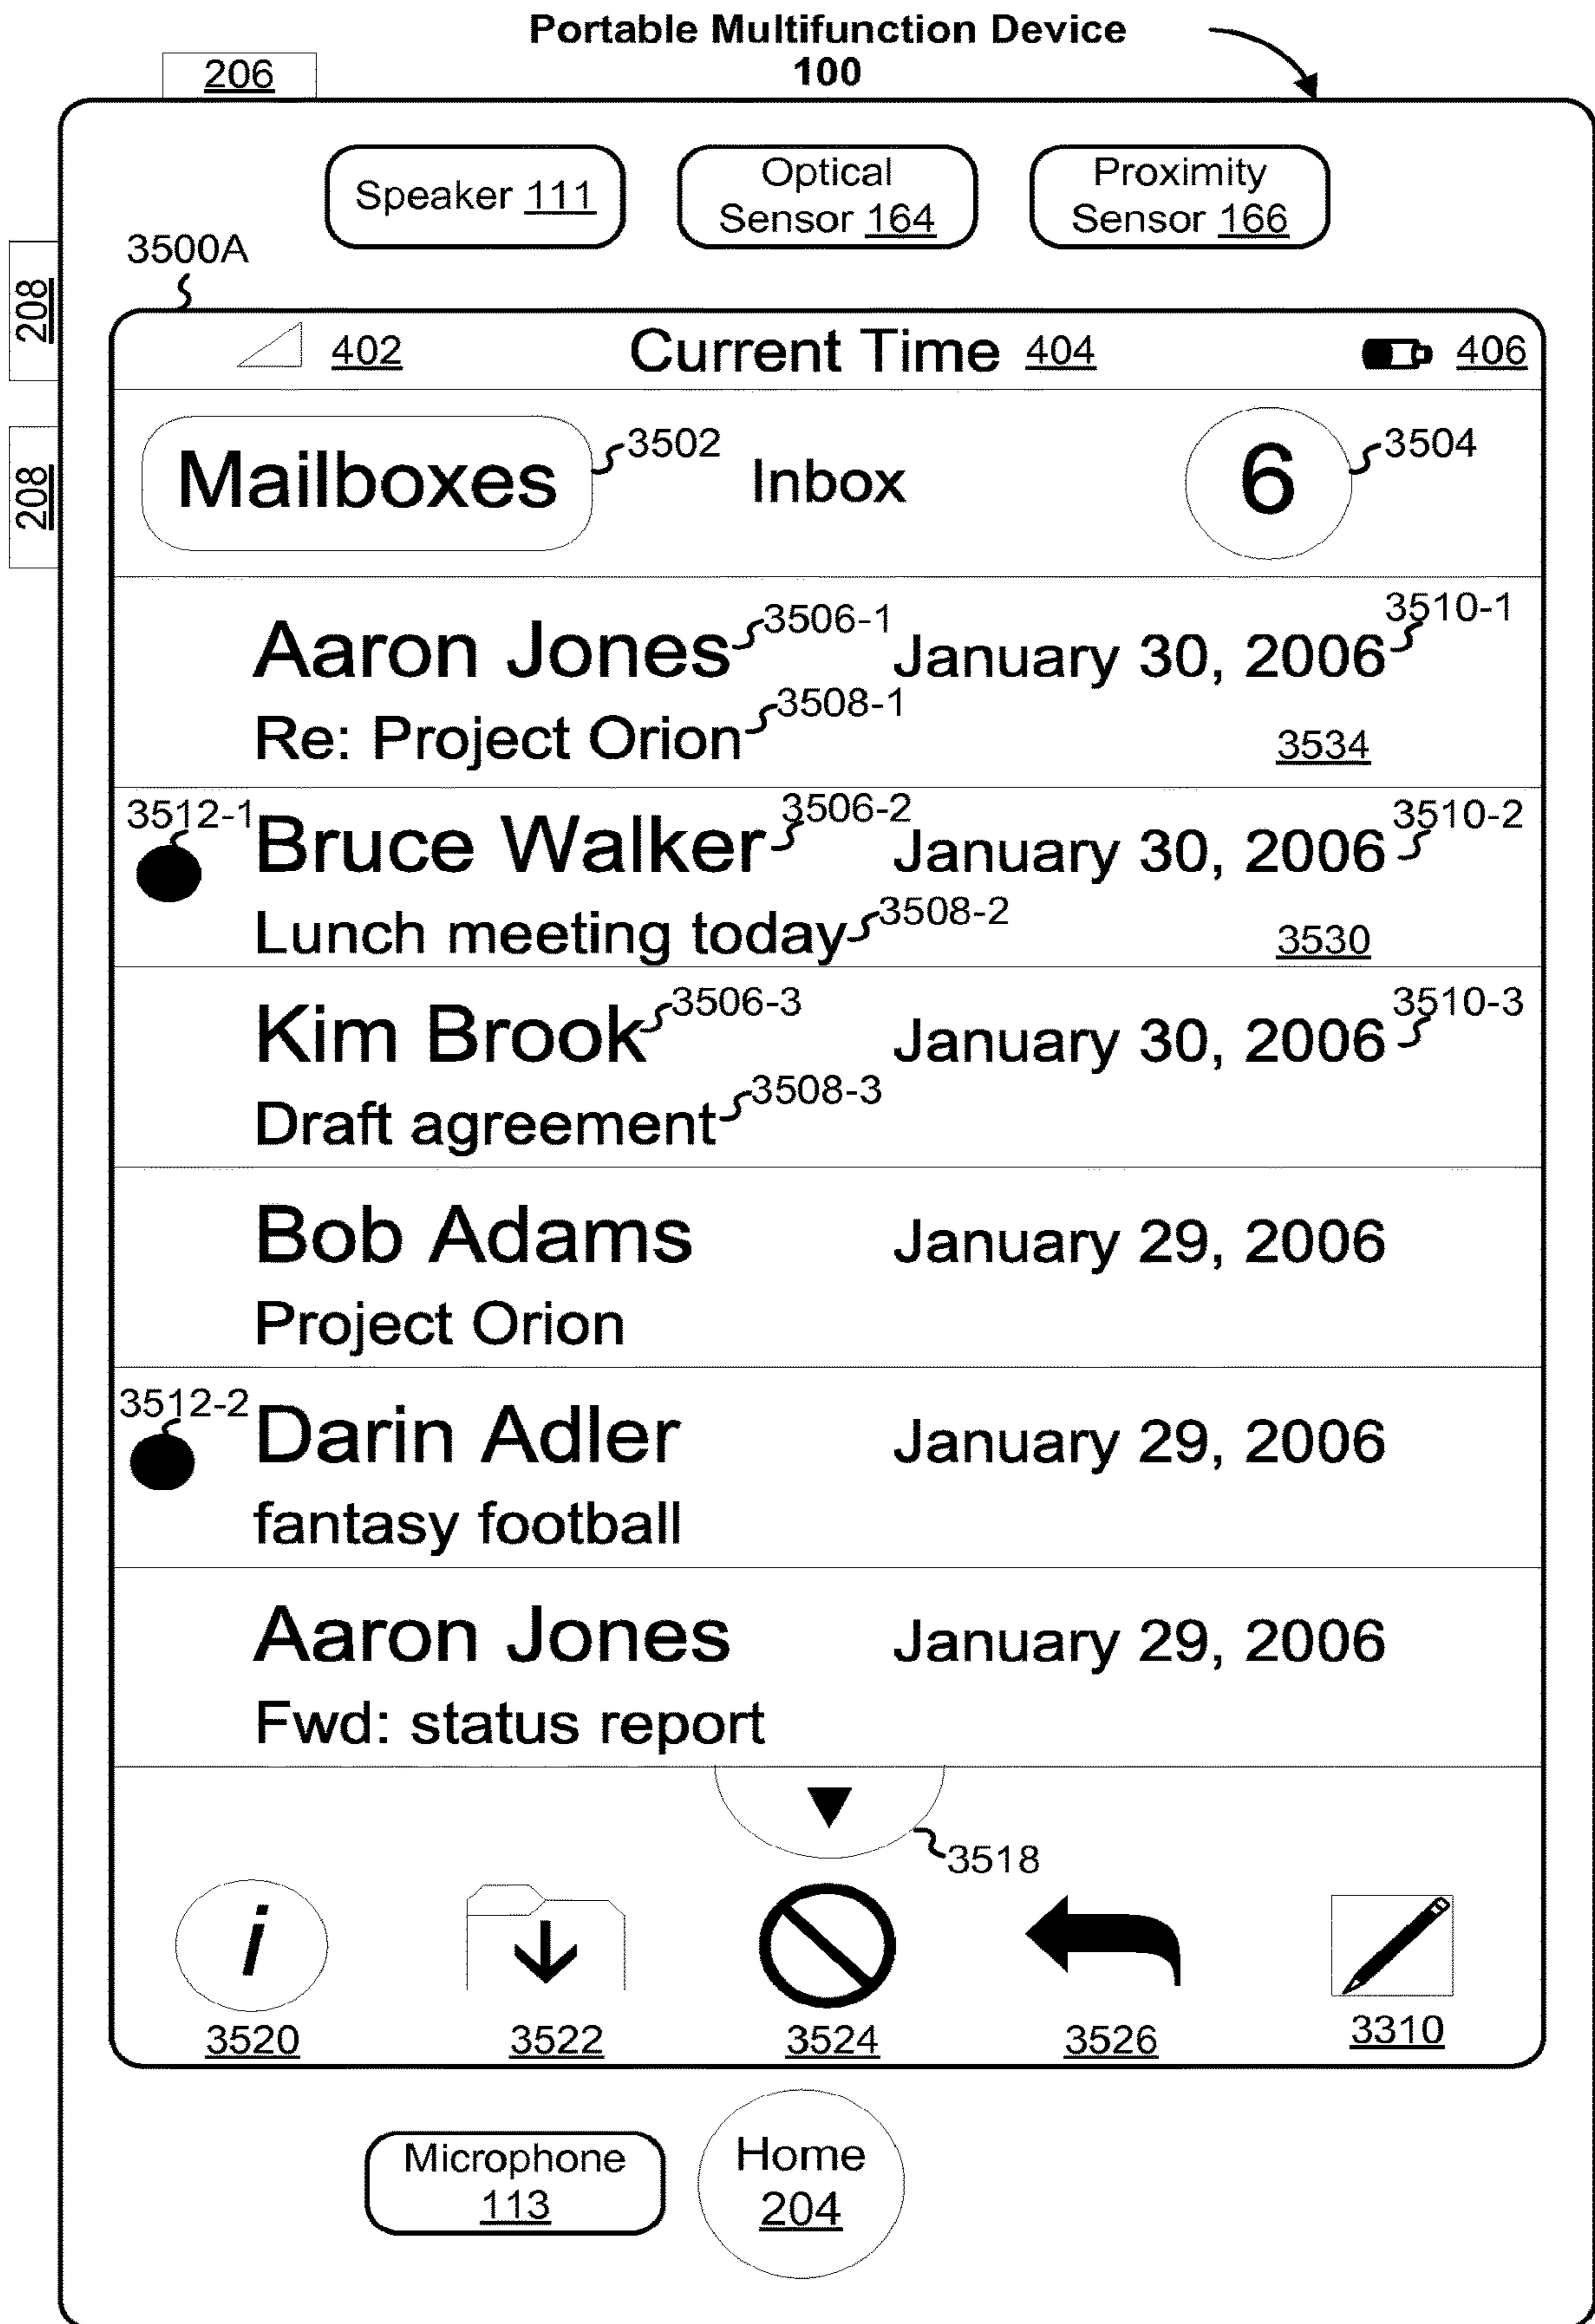 Portable Multifunction Device
100
206
Speaker 111
Optical
Sensor 164
Proximity
Sensor 166
3500A
208
208
402
Current Time 404
406
Mailboxes
3502
Inbox
6
3504
Aaron Jones
3506-1
January 30, 2006
3510-1
Re: Project Orion
3508-1
3534
3512-1
Bruce Walker
3506-2
January 30, 2006
3510-2
Lunch meeting today
3508-2
3530
Kim Brook
3506-3
January 30, 2006
3510-3
Draft agreement
3508-3
Bob Adams
January 29, 2006
Project Orion
3512-2
Darin Adler
January 29, 2006
fantasy football
Aaron Jones
January 29, 2006
Fwd: status report
3518
i
3520
3522
3524
3526
3310
Microphone
113
Home
204